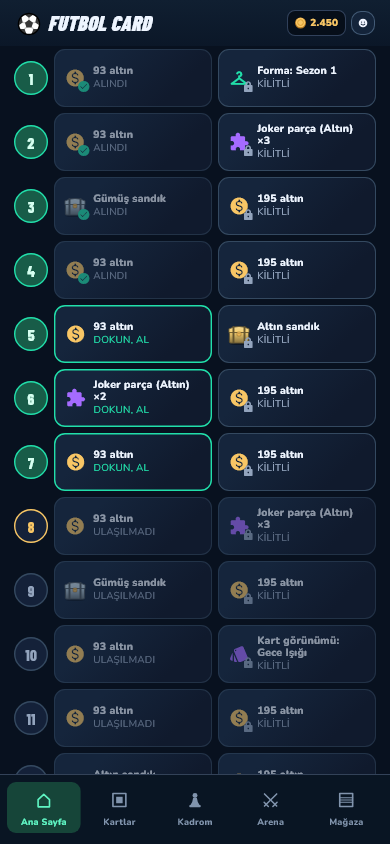 FUTBOL CARD
2.450
1
93 altın
ALINDI
Forma: Sezon 1
KİLİTLİ
2
93 altın
ALINDI
Joker parça (Altın)
×3
KİLİTLİ
3
Gümüş sandık
ALINDI
195 altın
KİLİTLİ
4
93 altın
ALINDI
195 altın
KİLİTLİ
5
93 altın
DOKUN, AL
Altın sandık
KİLİTLİ
6
Joker parça (Altın)
×2
DOKUN, AL
195 altın
KİLİTLİ
7
93 altın
DOKUN, AL
195 altın
KİLİTLİ
8
93 altın
ULAŞILMADI
Joker parça (Altın)
×3
KİLİTLİ
9
Gümüş sandık
ULAŞILMADI
195 altın
KİLİTLİ
10
93 altın
ULAŞILMADI
Kart görünümü:
Gece Işığı
KİLİTLİ
11
93 altın
ULAŞILMADI
195 altın
KİLİTLİ
Altın sandık
195 altın
Ana Sayfa
Kartlar
Kadrom
Arena
Mağaza